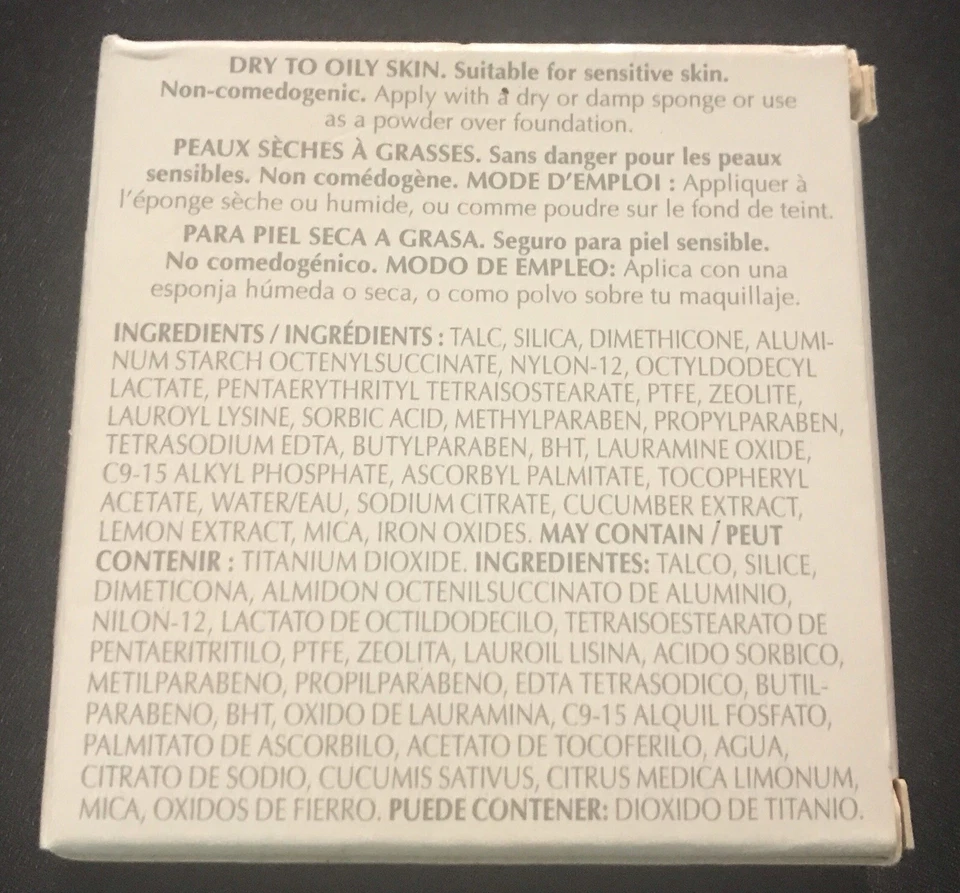 DRY TO OILY SKIN. Suitable for sensitive skin.
Non-comedogenic. Apply with a dry or damp sponge or use
as a powder over foundation.
PEAUX SÈCHES À GRASSES. Sans danger pour les peaux
sensibles. Non comédogène. MODE D'EMPLOI : Appliquer à
l'éponge sèche ou humide, ou comme poudre sur le fond de teint.
PARA PIEL SECA A GRASA. Seguro para piel sensible.
No comedogénico. MODO DE EMPLEO: Aplica con una
esponja húmeda o seca, o como polvo sobre tu maquillaje.
INGREDIENTS / INGRÉDIENTS : TALC, SILICA, DIMETHICONE, ALUMI-
NUM STARCH OCTENYLSUCCINATE, NYLON-12, OCTYLDODECYL
LACTATE, PENTAERYTHRITYL TETRAISOSTEARATE, PTFE, ZEOLITE,
LAUROYL LYSINE, SORBIC ACID, METHYLPARABEN, PROPYLPARABEN,
TETRASODIUM EDTA, BUTYLPARABEN, BHT, LAURAMINE OXIDE,
C9-15 ALKYL PHOSPHATE, ASCORBYL PALMITATE, TOCOPHERYL
ACETATE, WATER/EAU, SODIUM CITRATE, CUCUMBER EXTRACT,
LEMON EXTRACT, MICA, IRON OXIDES. MAY CONTAIN / PEUT
CONTENIR : TITANIUM DIOXIDE. INGREDIENTES: TALCO, SILICE,
DIMETICONA, ALMIDON OCTENILSUCCINATO DE ALUMINIO,
NILON-12, LACTATO DE OCTILDODECILO, TETRAISOESTEARATO DE
PENTAERITRITILO, PTFE, ZEOLITA, LAUROIL LISINA, ACIDO SORBICO,
METILPARABENO, PROPILPARABENO, EDTA TETRASODICO, BUTIL-
PARABENO, BHT, OXIDO DE LAURAMINA, C9-15 ALQUIL FOSFATO,
PALMITATO DE ASCORBILO, ACETATO DE TOCOFERILO, AGUA,
CITRATO DE SODIO, CUCUMIS SATIVUS, CITRUS MEDICA LIMONUM,
MICA, OXIDOS DE FIERRO. PUEDE CONTENER: DIOXIDO DE TITANIO.